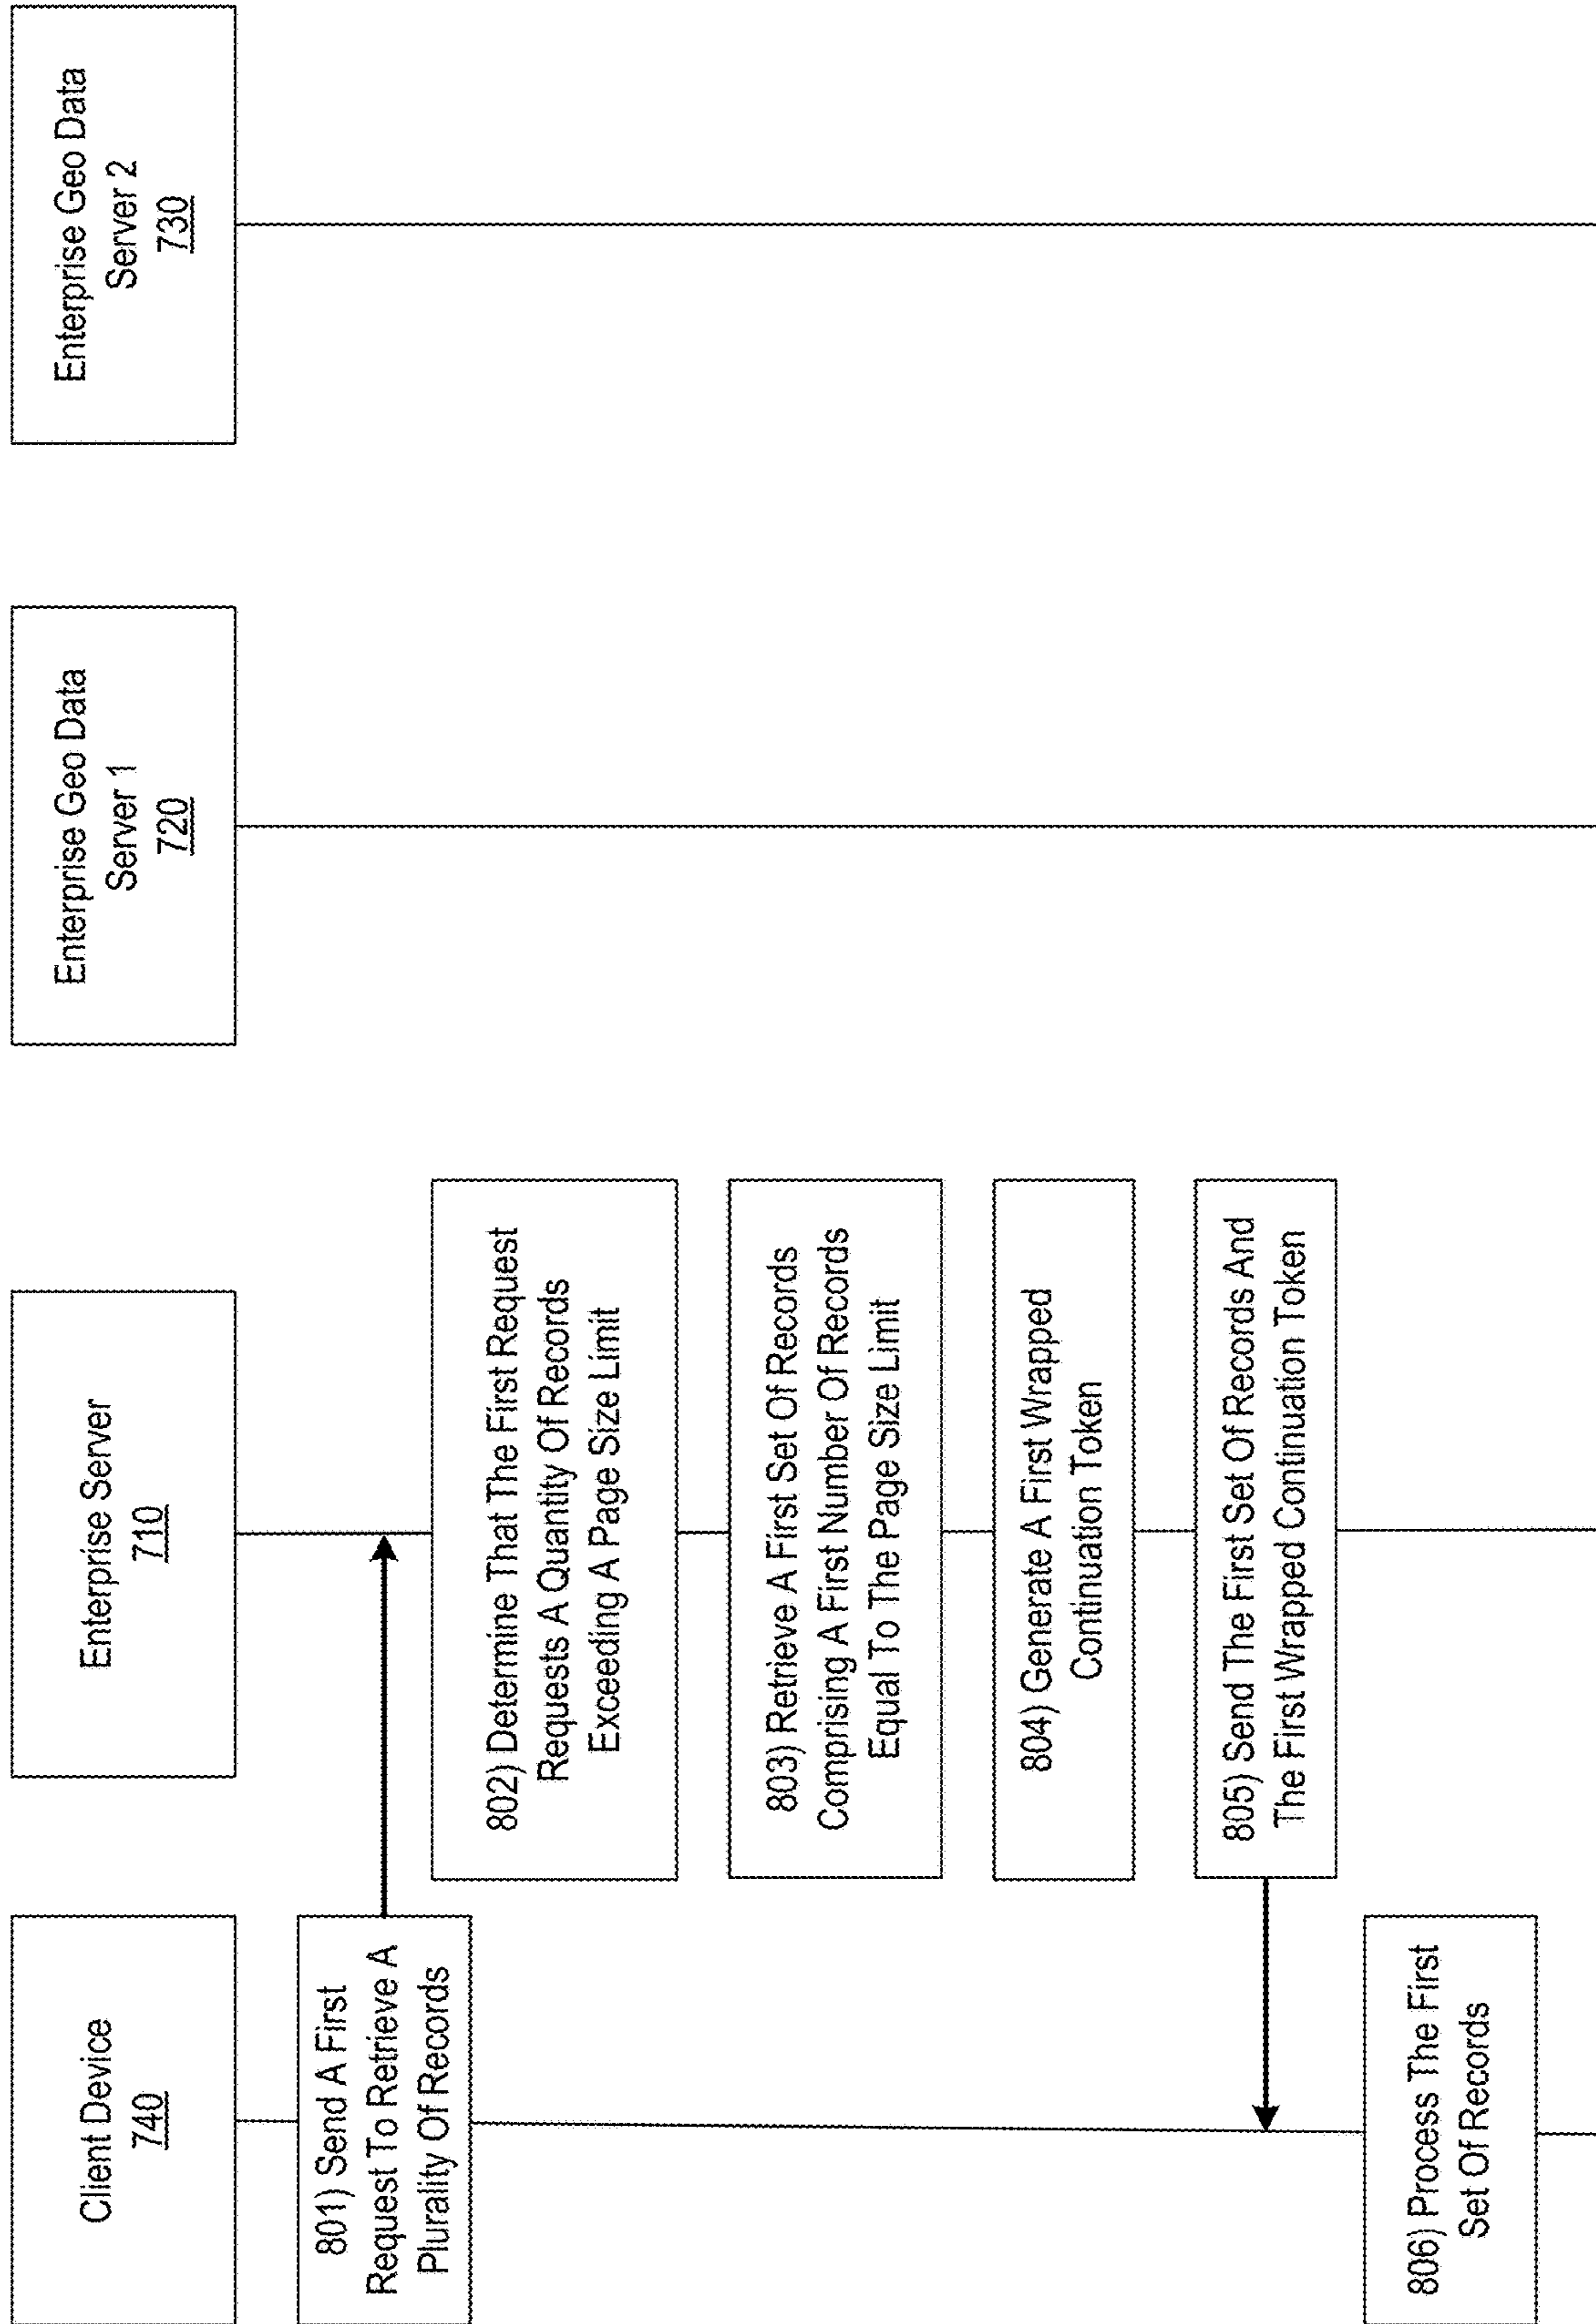 Client Device
740
Enterprise Server
710
Enterprise Geo Data
Server 1
720
Enterprise Geo Data
Server 2
730
801) Send A First
Request To Retrieve A
Plurality Of Records
802) Determine That The First Request
Requests A Quantity Of Records
Exceeding A Page Size Limit
803) Retrieve A First Set Of Records
Comprising A First Number Of Records
Equal To The Page Size Limit
804) Generate A First Wrapped
Continuation Token
805) Send The First Set Of Records And
The First Wrapped Continuation Token
806) Process The First
Set Of Records